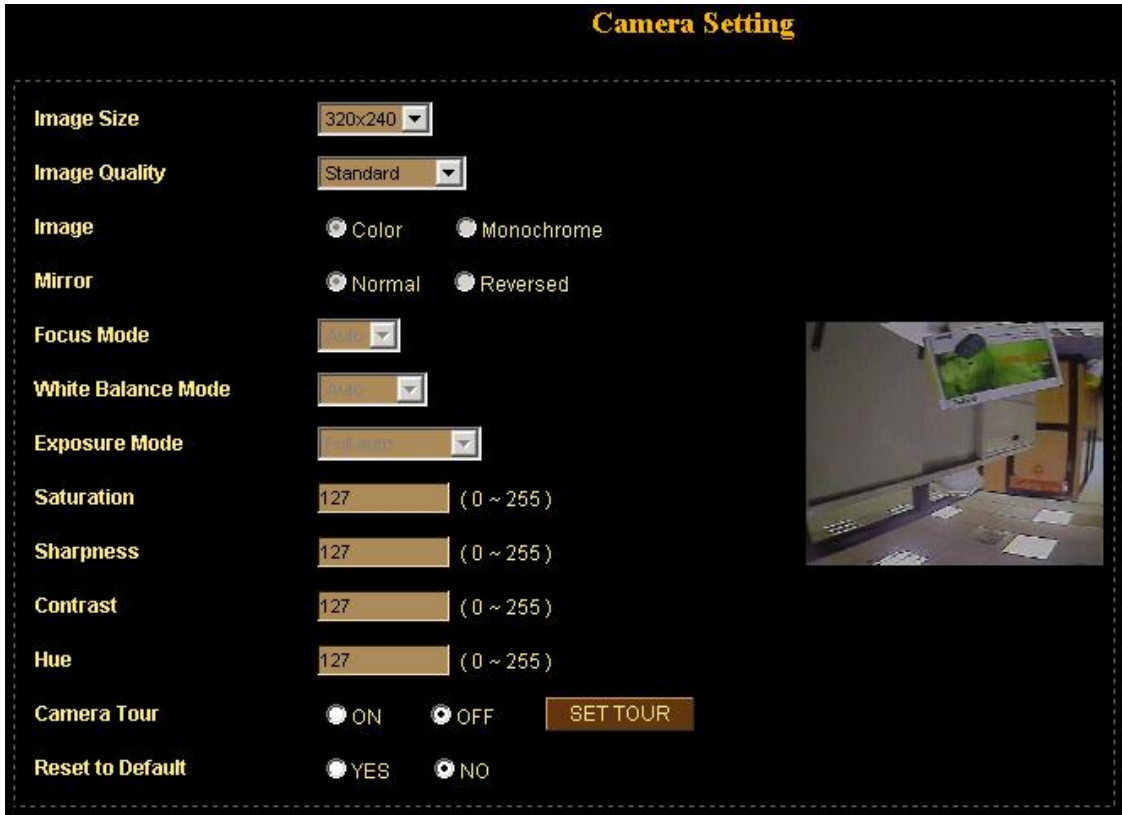 Camera Setting
Image Size 320x240
Image Quality Standard
Image Color Monochrome
Mirror Normal Reversed
Focus Mode Auto
White Balance Mode Auto
Exposure Mode Full auto
Saturation 127 ( 0 ~ 255 )
Sharpness 127 ( 0 ~ 255 )
Contrast 127 ( 0 ~ 255 )
Hue 127 ( 0 ~ 255 )
Camera Tour ON OFF SET TOUR
Reset to Default YES NO